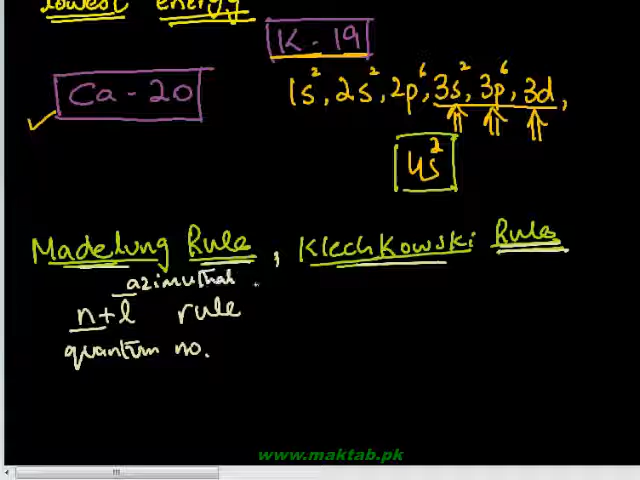 lowest energy
K - 19
Ca - 20
1s², 2s², 2p⁶, 3s², 3p⁶, 3d,
4s²
Madelung Rule, Klechkowski Rule
azimuthal
n+l rule
quantum no.
www.maktab.pk